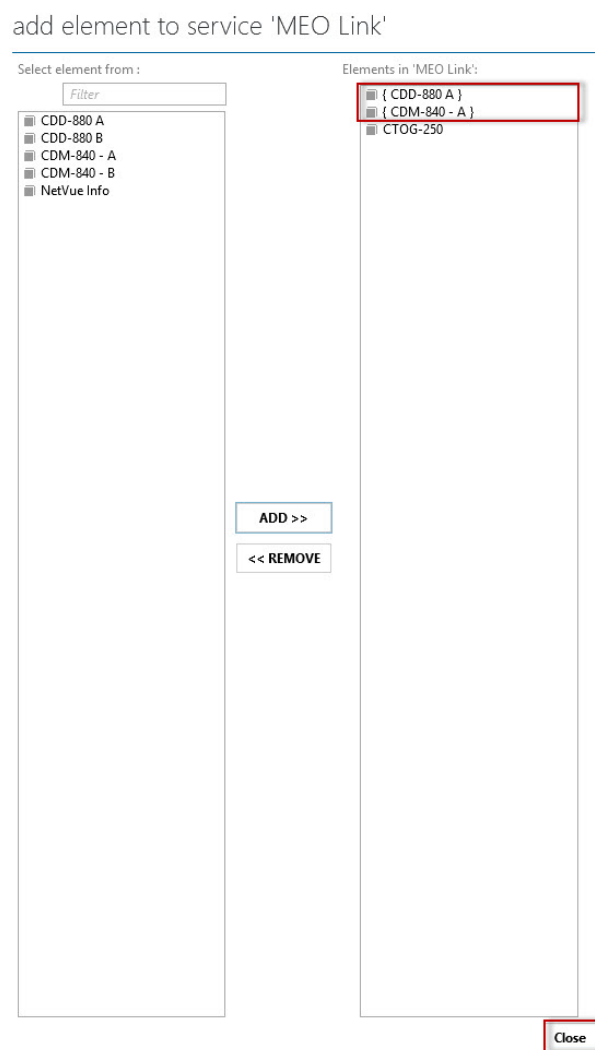 add element to service 'MEO Link'
Select element from :
Filter
CDD-880 A
CDD-880 B
CDM-840 - A
CDM-840 - B
NetVue Info
ADD >>
<< REMOVE
Elements in 'MEO Link':
{ CDD-880 A }
{ CDM-840 - A }
CTOG-250
Close